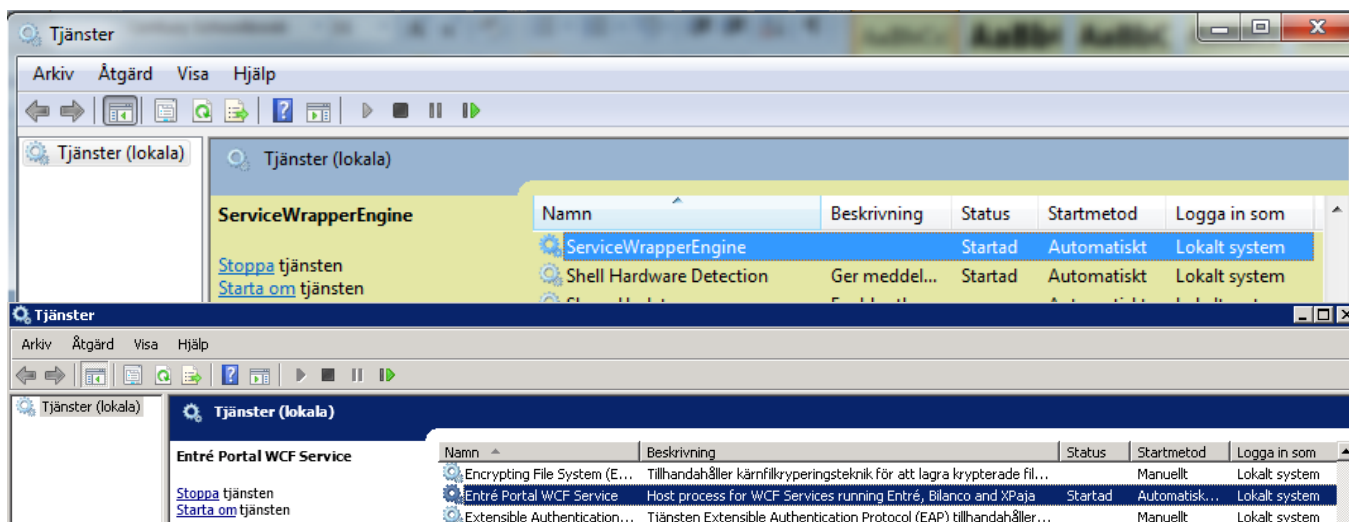 Tjänster
Arkiv Åtgärd Visa Hjälp
Tjänster (lokala)
Tjänster (lokala)
ServiceWrapperEngine
Stoppa tjänsten
Starta om tjänsten
Namn Beskrivning Status Startmetod Logga in som
ServiceWrapperEngine Startad Automatiskt Lokalt system
Shell Hardware Detection Ger meddel... Startad Automatiskt Lokalt system
Tjänster
Arkiv Åtgärd Visa Hjälp
Tjänster (lokala)
Tjänster (lokala)
Entré Portal WCF Service
Stoppa tjänsten
Starta om tjänsten
Namn Beskrivning Status Startmetod Logga in som
Encrypting File System (E... Tillhandahåller kärnfilkryperingsteknik för att lagra krypterade fil... Manuellt Lokalt system
Entré Portal WCF Service Host process for WCF Services running Entré, Bilanco and XPaja Startad Automatisk... Lokalt system
Extensible Authentication... Tjänsten Extensible Authentication Protocol (EAP) tillhandahåller... Manuellt Lokalt system